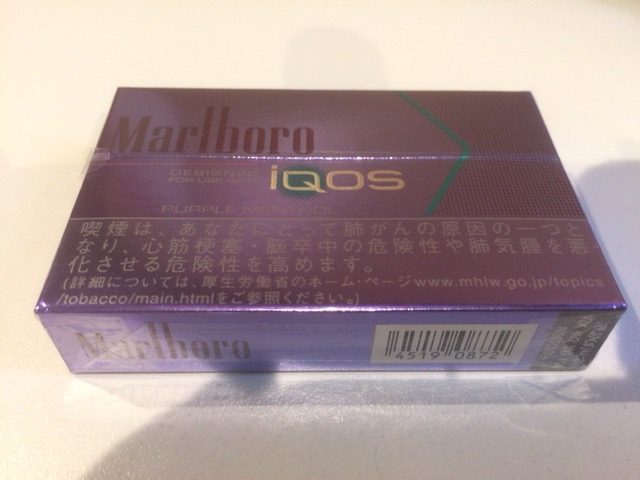 Marlboro
DESIGNED
FOR USE WITH
IQOS
PURPLE MENTHOL
喫煙は、あなたにとって肺がんの原因の一つと
なり、心筋梗塞・脳卒中の危険性や肺気腫を悪
化させる危険性を高めます。
(詳細については、厚生労働省のホーム・ページwww.mhlw.go.jp/topics
/tobacco/main.htmlをご参照ください。)
Marlboro
4519 0872